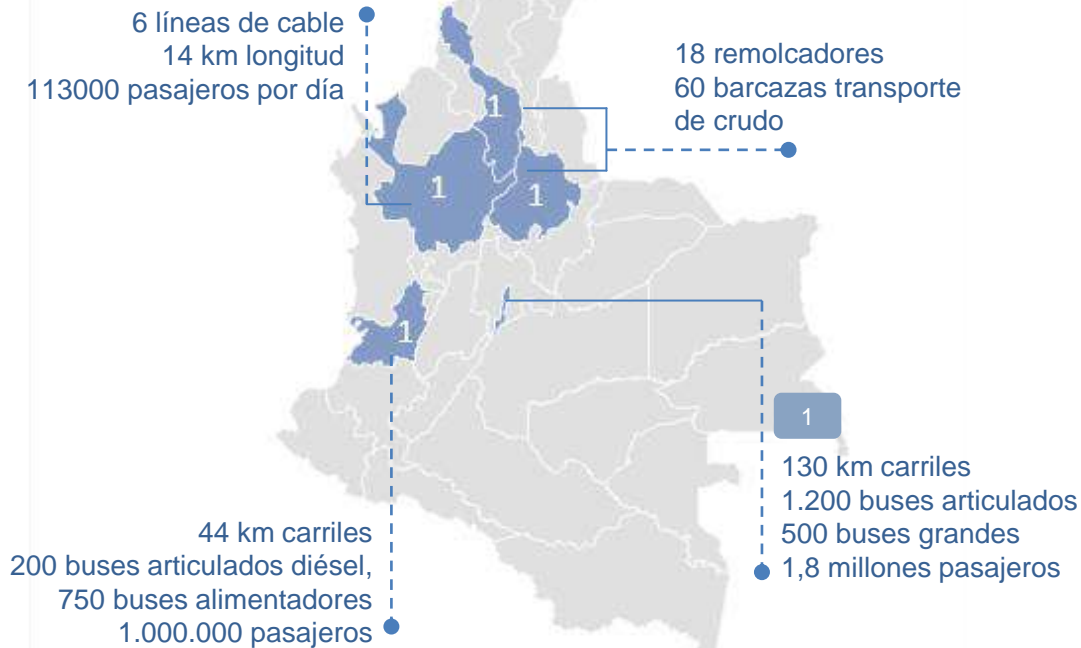 6 líneas de cable
14 km longitud
113000 pasajeros por día
18 remolcadores
60 barcazas transporte
de crudo
1
1
1
1
1
130 km carriles
1.200 buses articulados
500 buses grandes
1,8 millones pasajeros
44 km carriles
200 buses articulados diésel,
750 buses alimentadores
1.000.000 pasajeros